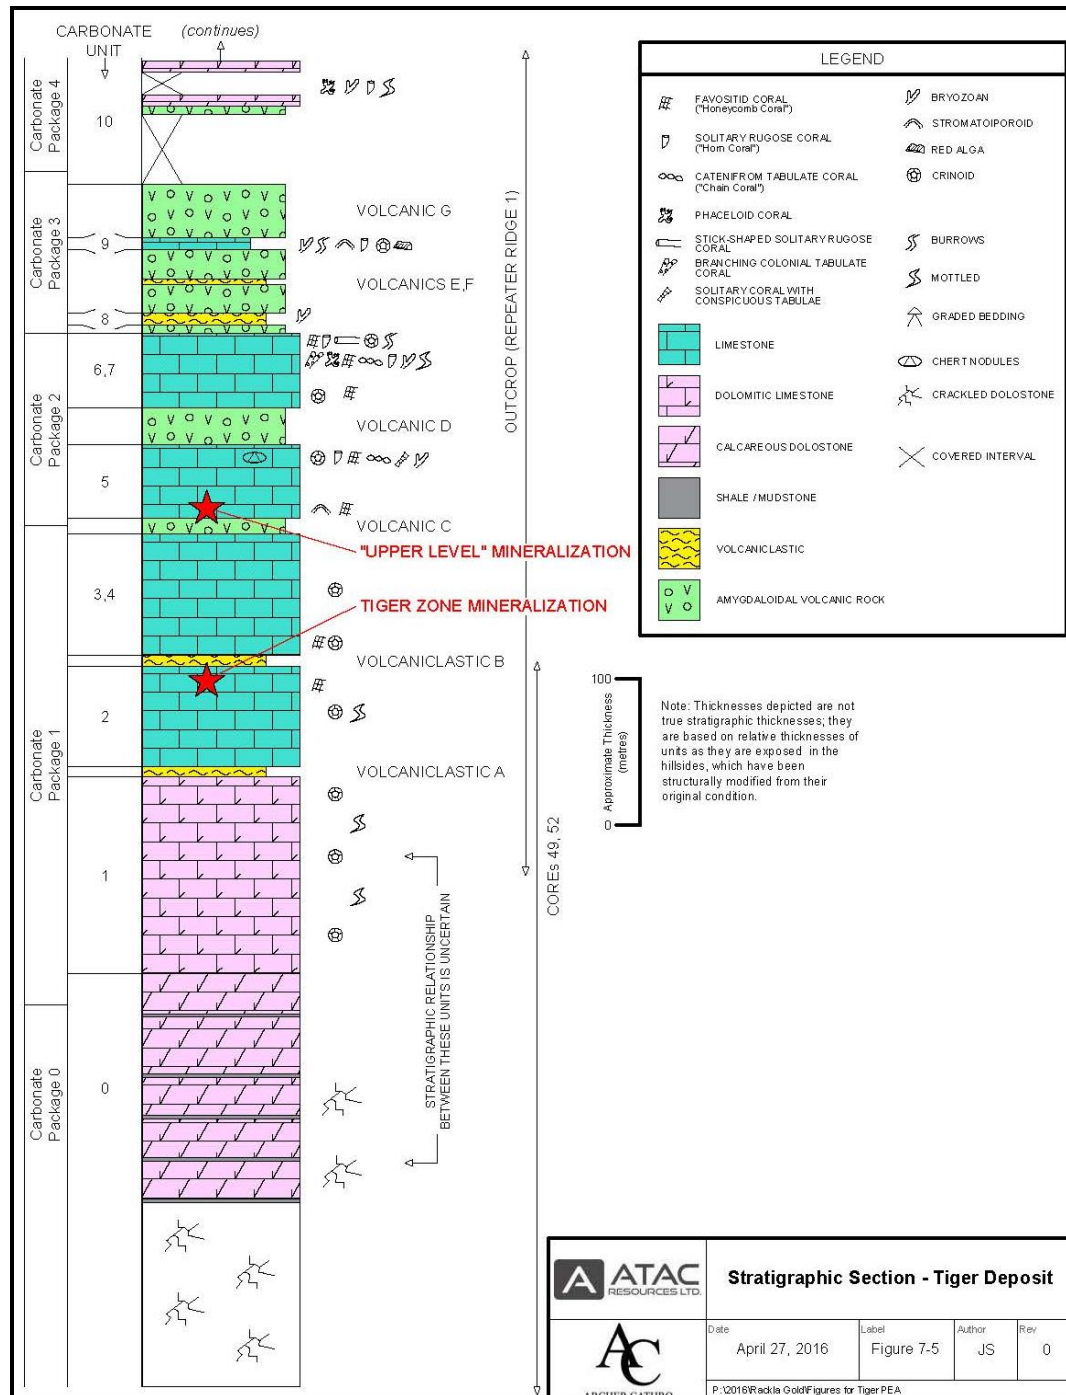 CARBONATE
UNIT
(continues)
Carbonate
Package 4
10
Carbonate
Package 3
VOLCANIC G
9
VOLCANICS E,F
8
Carbonate
Package 2
6,7
VOLCANIC D
5
VOLCANIC C
"UPPER LEVEL" MINERALIZATION
Carbonate
Package 1
3,4
TIGER ZONE MINERALIZATION
VOLCANICLASTIC B
2
VOLCANICLASTIC A
1
Carbonate
Package 0
0
STRATIGRAPHIC RELATIONSHIP
BETWEEN THESE UNITS IS UNCERTAIN
OUTCROP (REPEATER RIDGE 1)
COREs 49, 52
LEGEND
FAVOSITID CORAL
("Honeycomb Coral")
SOLITARY RUGOSE CORAL
("Horn Coral")
CATENIFROM TABULATE CORAL
("Chain Coral")
PHACELOID CORAL
STICK-SHAPED SOLITARY RUGOSE
CORAL
BRANCHING COLONIAL TABULATE
CORAL
SOLITARY CORAL WITH
CONSPICUOUS TABULAE
LIMESTONE
DOLOMITIC LIMESTONE
CALCAREOUS DOLOSTONE
SHALE / MUDSTONE
VOLCANICLASTIC
AMYGDALOIDAL VOLCANIC ROCK
BRYOZOAN
STROMATOIPOROID
RED ALGA
CRINOID
BURROWS
MOTTLED
GRADED BEDDING
CHERT NODULES
CRACKLED DOLOSTONE
COVERED INTERVAL
100
Approximate Thickness
(metres)
0
Note: Thicknesses depicted are not
true stratigraphic thicknesses; they
are based on relative thicknesses of
units as they are exposed in the
hillsides, which have been
structurally modified from their
original condition.
ATAC
RESOURCES LTD.
Stratigraphic Section - Tiger Deposit
AC
ARCHER CATHRO
Date
April 27, 2016
Label
Figure 7-5
Author
JS
Rev
0
P:\2016\Rackla Gold\Figures for Tiger PEA